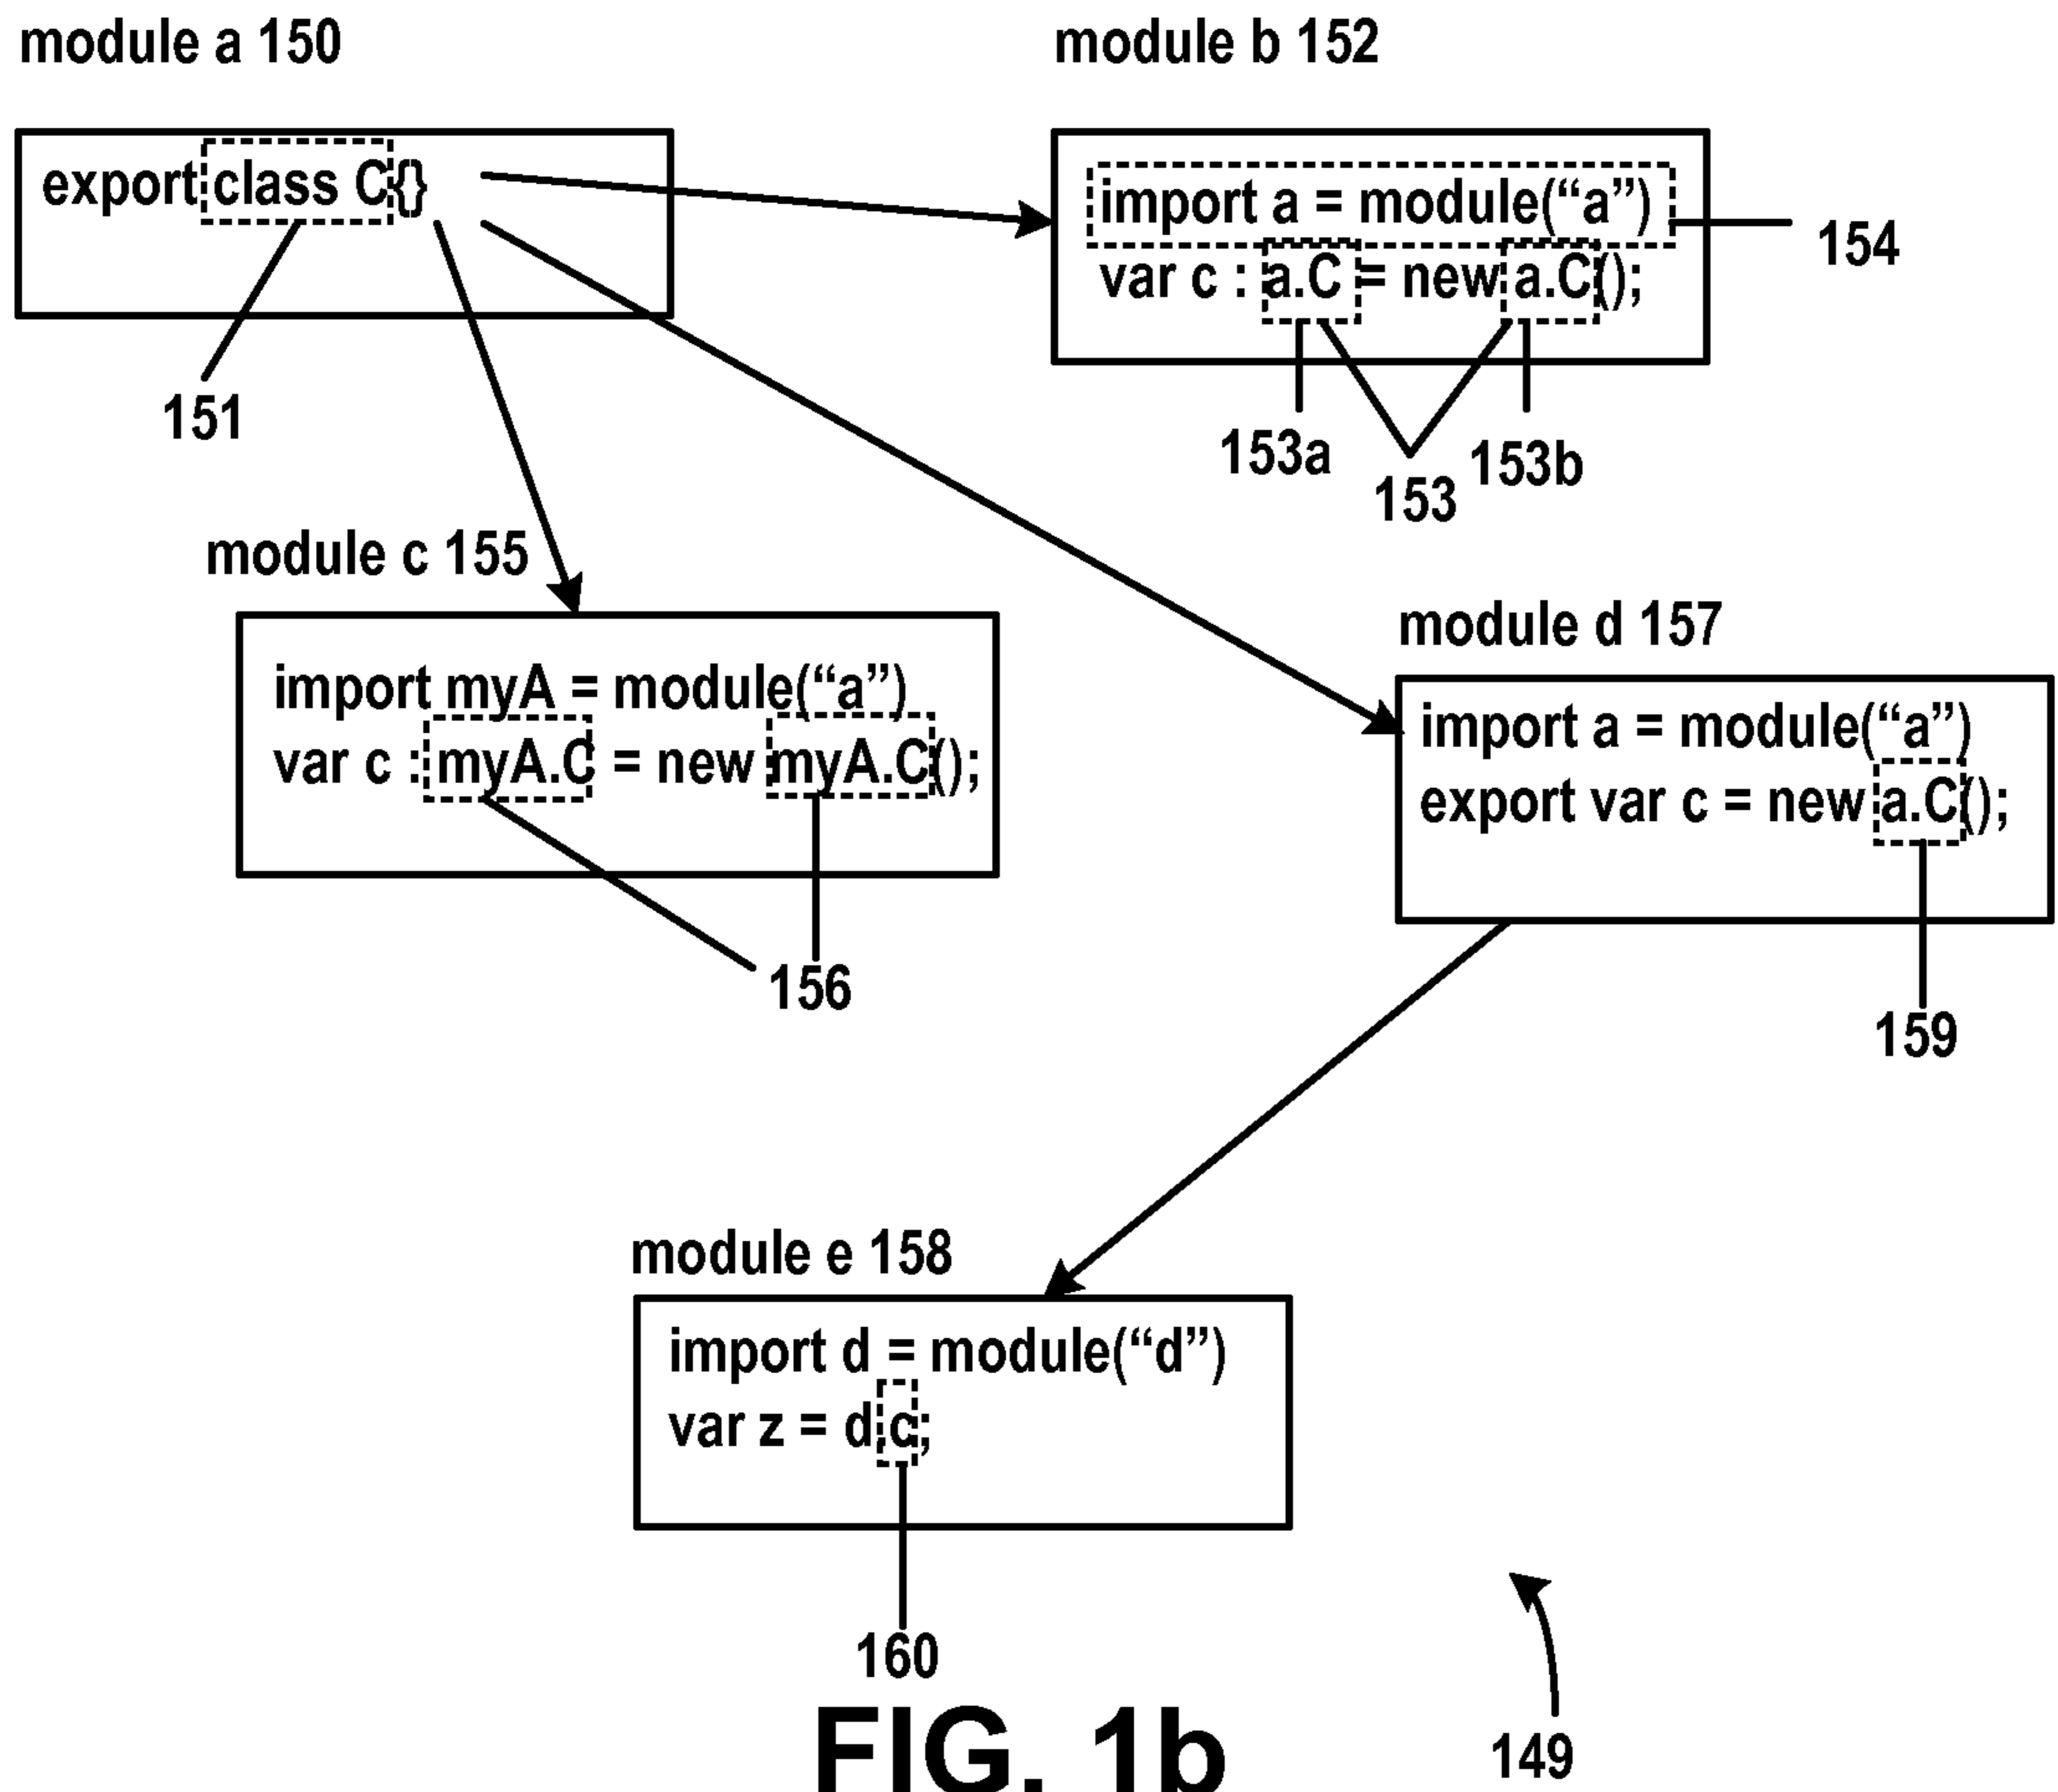 module a 150
export class C{}
151
module b 152
import a = module(“a”)
var c : a.C = new a.C();
154
153a
153
153b
module c 155
import myA = module(“a”)
var c : myA.C = new myA.C();
156
module d 157
import a = module(“a”)
export var c = new a.C();
159
module e 158
import d = module(“d”)
var z = d.c;
160
FIG. 1b
149